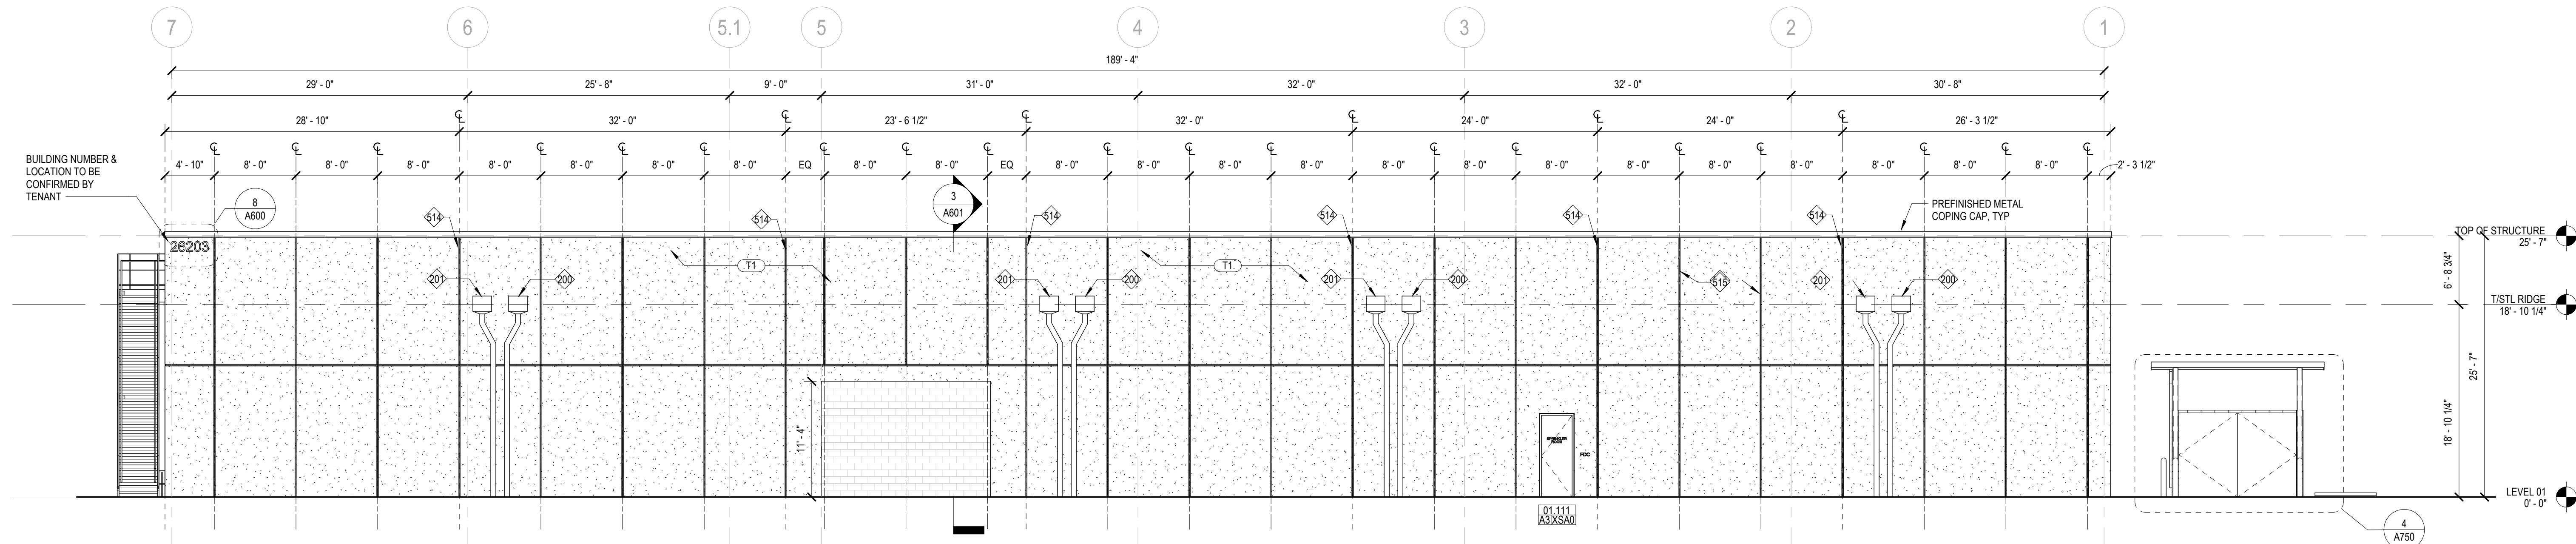 7 6 5.1 5 4 3 2 1
189' - 4"
29' - 0" 25' - 8" 9' - 0" 31' - 0" 32' - 0" 32' - 0" 30' - 8"
28' - 10" 32' - 0" 23' - 6 1/2" 32' - 0" 24' - 0" 24' - 0" 26' - 3 1/2"
4' - 10" 8' - 0" 8' - 0" 8' - 0" 8' - 0" 8' - 0" 8' - 0" 8' - 0" EQ 8' - 0" 8' - 0" EQ 8' - 0" 8' - 0" 8' - 0" 8' - 0" 8' - 0" 8' - 0" 8' - 0" 8' - 0" 8' - 0" 8' - 0" 8' - 0" 8' - 0" 8' - 0" 2' - 3 1/2"
BUILDING NUMBER &
LOCATION TO BE
CONFIRMED BY
TENANT
8
A600
3
A601
514 514 514 514 514 514
PREFINISHED METAL
COPING CAP, TYP
26203
T1 T1
201 200 201 200 201 200 515 201 200
TOP OF STRUCTURE
25' - 7"
6' - 8 3/4"
T/STL RIDGE
18' - 10 1/4"
25' - 7"
18' - 10 1/4"
11' - 4"
SPRINKLER
ROOM
FDC
LEVEL 01
0' - 0"
01.111
A3|XSA0
4
A750